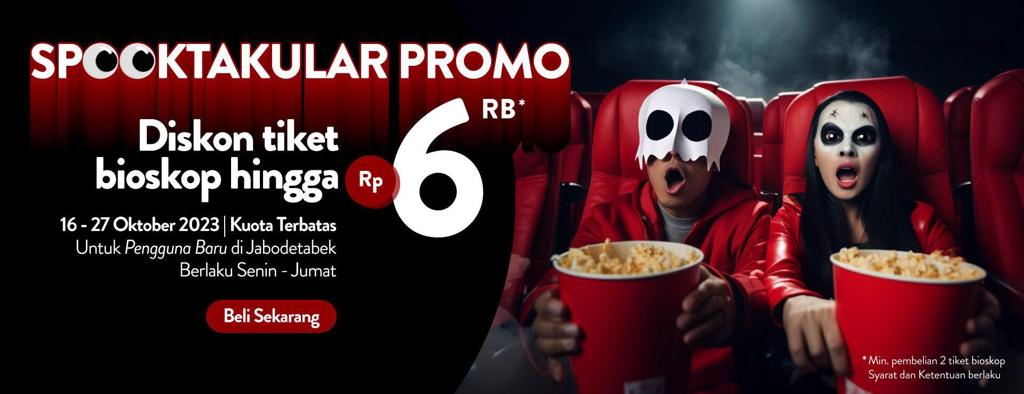 SPOOKTAKULAR PROMO
Diskon tiket
bioskop hingga
Rp 6 RB*
16 - 27 Oktober 2023 | Kuota Terbatas
Untuk Pengguna Baru di Jabodetabek
Berlaku Senin - Jumat
Beli Sekarang
* Min. pembelian 2 tiket bioskop
Syarat dan Ketentuan berlaku